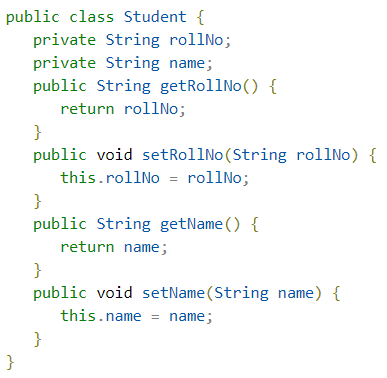 public class Student {
   private String rollNo;
   private String name;
   public String getRollNo() {
      return rollNo;
   }
   public void setRollNo(String rollNo) {
      this.rollNo = rollNo;
   }
   public String getName() {
      return name;
   }
   public void setName(String name) {
      this.name = name;
   }
}